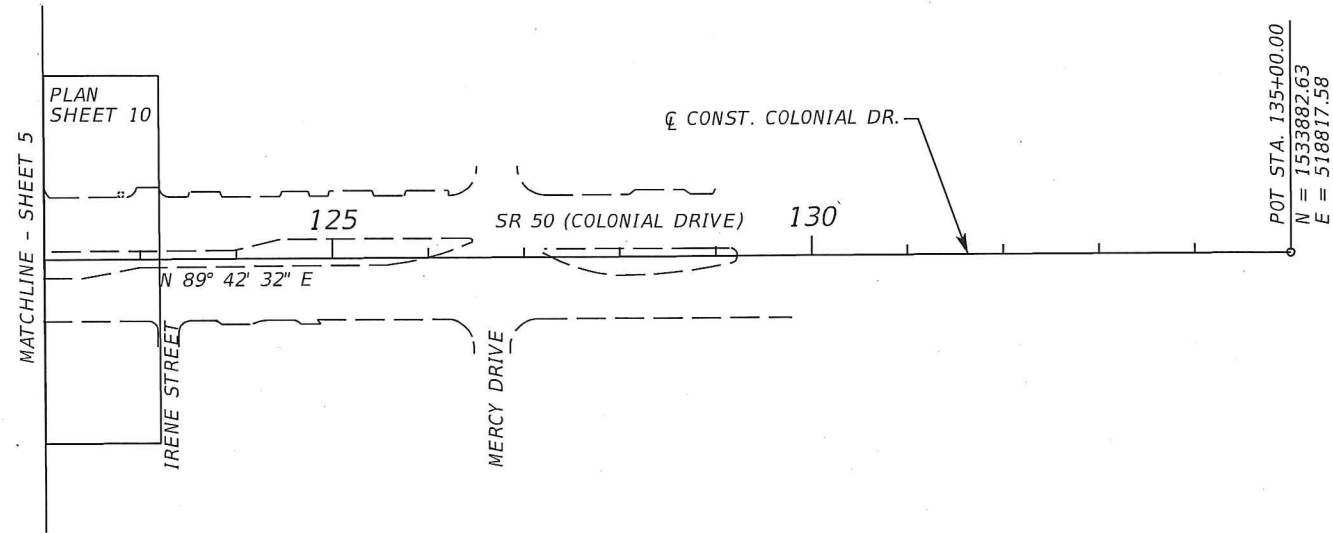 PLAN
SHEET 10
MATCHLINE - SHEET 5
℄ CONST. COLONIAL DR.
POT STA. 135+00.00
N = 1533882.63
E = 518817.58
125
SR 50 (COLONIAL DRIVE)
130
N 89° 42' 32" E
IRENE STREET
MERCY DRIVE